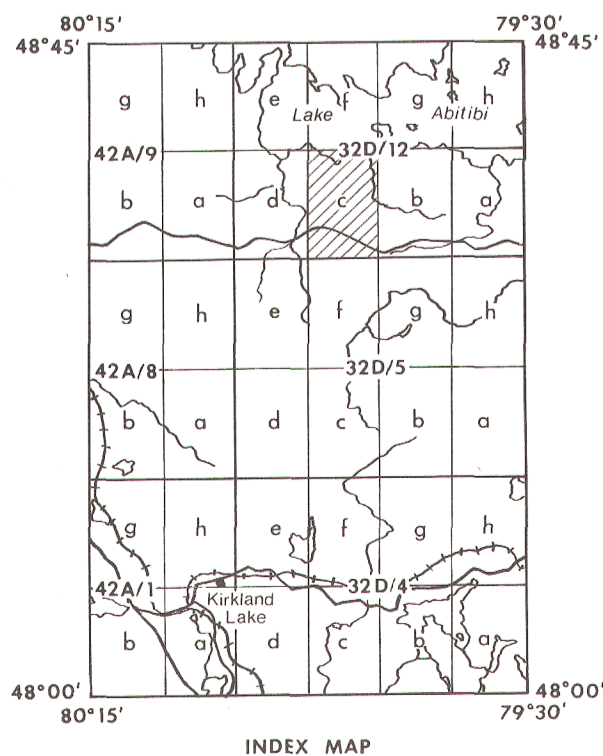 80°15′ 79°30′
48°45′ 48°45′
g h e f g h
Lake Abitibi
42A/9 32D/12
b a d c b a
g h e f g h
42A/8 32D/5
b a d c b a
g h e f g h
42A/1 32D/4
Kirkland
Lake
b a d c b a
48°00′ 48°00′
80°15′ 79°30′
INDEX MAP